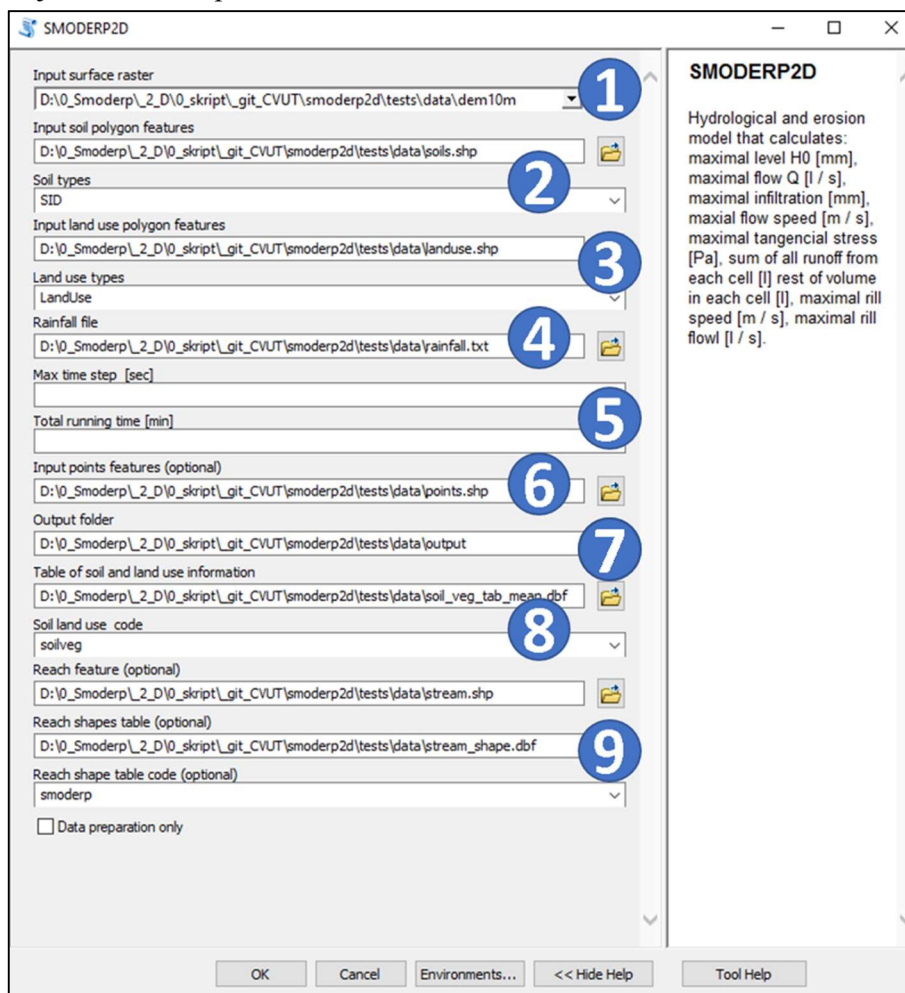 SMODERP2D
Input surface raster
D:\0_Smoderp\_2_D\0_skript\_git_CVUT\smoderp2d\tests\data\dem10m
1
Input soil polygon features
D:\0_Smoderp\_2_D\0_skript\_git_CVUT\smoderp2d\tests\data\soils.shp
2
Soil types
SID
Input land use polygon features
D:\0_Smoderp\_2_D\0_skript\_git_CVUT\smoderp2d\tests\data\landuse.shp
3
Land use types
LandUse
Rainfall file
D:\0_Smoderp\_2_D\0_skript\_git_CVUT\smoderp2d\tests\data\rainfall.txt
4
Max time step [sec]
Total running time [min]
5
Input points features (optional)
D:\0_Smoderp\_2_D\0_skript\_git_CVUT\smoderp2d\tests\data\points.shp
6
Output folder
D:\0_Smoderp\_2_D\0_skript\_git_CVUT\smoderp2d\tests\data\output
7
Table of soil and land use information
D:\0_Smoderp\_2_D\0_skript\_git_CVUT\smoderp2d\tests\data\soil_veg_tab_mean.dbf
8
Soil land use code
soilveg
Reach feature (optional)
D:\0_Smoderp\_2_D\0_skript\_git_CVUT\smoderp2d\tests\data\stream.shp
Reach shapes table (optional)
D:\0_Smoderp\_2_D\0_skript\_git_CVUT\smoderp2d\tests\data\stream_shape.dbf
9
Reach shape table code (optional)
smoderp
Data preparation only
SMODERP2D
Hydrological and erosion
model that calculates:
maximal level H0 [mm],
maximal flow Q [l / s],
maximal infiltration [mm],
maxial flow speed [m / s],
maximal tangencial stress
[Pa], sum of all runoff from
each cell [l] rest of volume
in each cell [l], maximal rill
speed [m / s], maximal rill
flowl [l / s].
OK
Cancel
Environments...
<< Hide Help
Tool Help